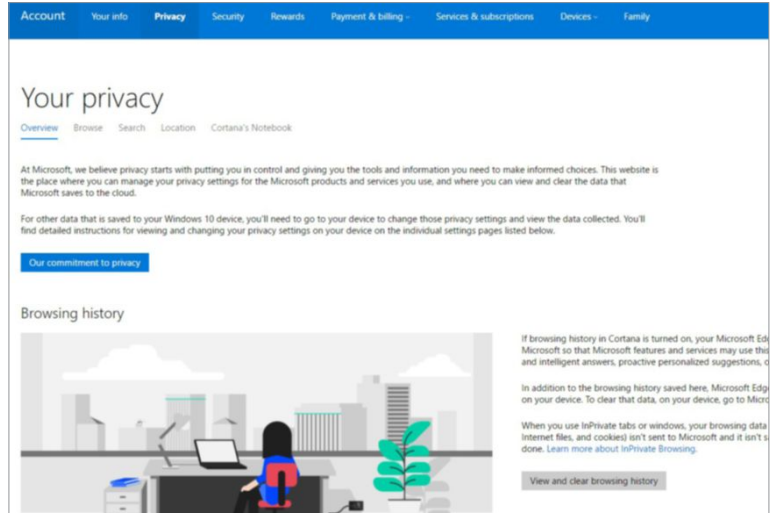 Account Your info Privacy Security Rewards Payment & billing Services & subscriptions Devices Family
Your privacy
Overview Browse Search Location Cortana's Notebook
At Microsoft, we believe privacy starts with putting you in control and giving you the tools and information you need to make informed choices. This website is
the place where you can manage your privacy settings for the Microsoft products and services you use, and where you can view and clear the data that
Microsoft saves to the cloud.
For other data that is saved to your Windows 10 device, you'll need to go to your device to change those privacy settings and view the data collected. You'll
find detailed instructions for viewing and changing your privacy settings on your device on the individual settings pages listed below.
Our commitment to privacy
Browsing history
If browsing history in Cortana is turned on, your Microsoft
Microsoft so that Microsoft features and services may use this
and intelligent answers, proactive personalized suggestions,
In addition to the browsing history saved here, Microsoft
on your device. To clear that data, on your device, go to
When you use InPrivate tabs or windows, your browsing data
Internet files, and cookies) isn't sent to Microsoft and it isn't
done. Learn more about InPrivate Browsing.
View and clear browsing history